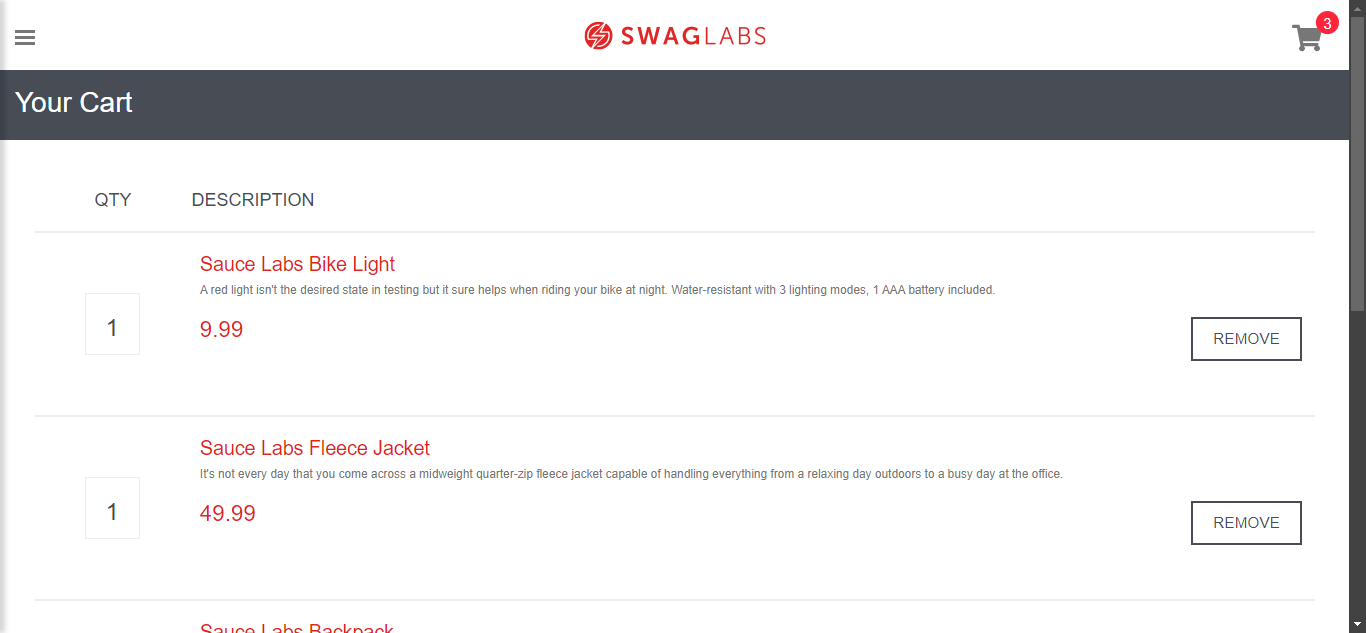 SWAGLABS
3
Your Cart
QTY DESCRIPTION
Sauce Labs Bike Light
A red light isn't the desired state in testing but it sure helps when riding your bike at night. Water-resistant with 3 lighting modes, 1 AAA battery included.
1
9.99
REMOVE
Sauce Labs Fleece Jacket
It's not every day that you come across a midweight quarter-zip fleece jacket capable of handling everything from a relaxing day outdoors to a busy day at the office.
1
49.99
REMOVE
Sauce Labs Backpack